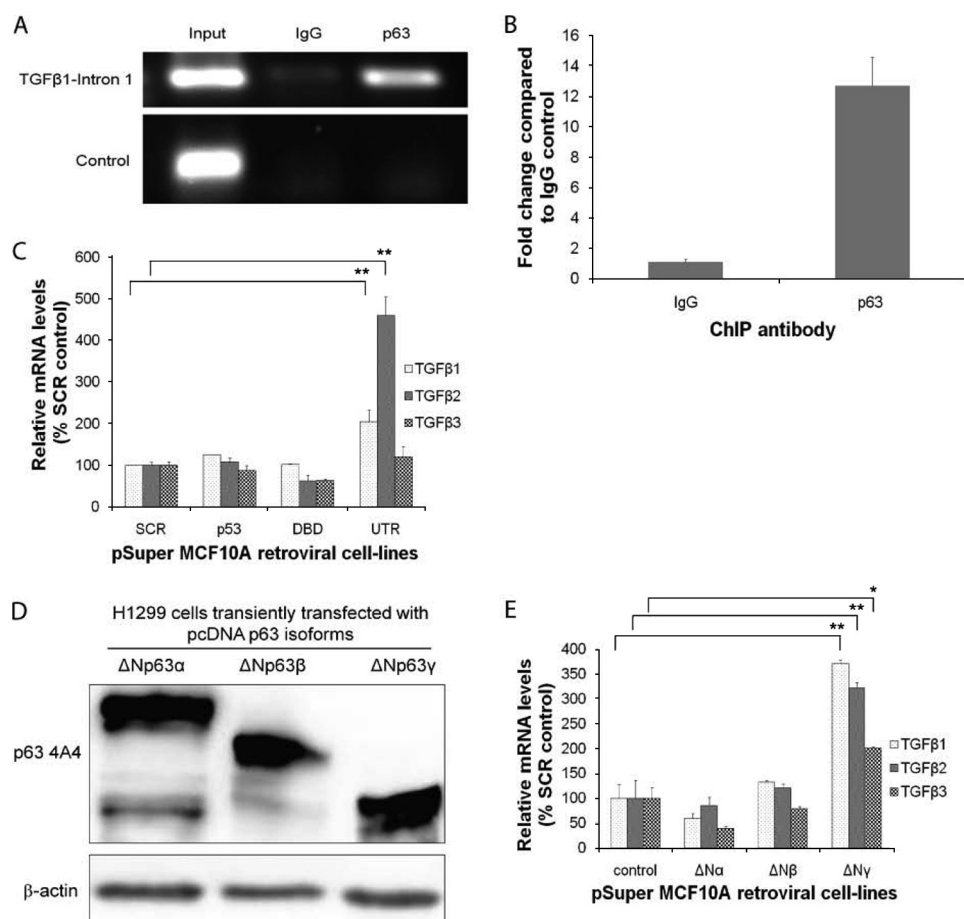 A
Input IgG p63
TGFβ1-Intron 1
Control
B
Fold change compared
to IgG control
16
14
12
10
8
6
4
2
0
IgG p63
ChIP antibody
C
Relative mRNA levels
(% SCR control)
600
500
400
300
200
100
0
**
**
TGFβ1
TGFβ2
TGFβ3
SCR p53 DBD UTR
pSuper MCF10A retroviral cell-lines
D
H1299 cells transiently transfected with
pcDNA p63 isoforms
ΔNp63α ΔNp63β ΔNp63γ
p63 4A4
β-actin
E
Relative mRNA levels
(% SCR control)
400
350
300
250
200
150
100
50
0
*
**
**
TGFβ1
TGFβ2
TGFβ3
control ΔNα ΔNβ ΔNγ
pSuper MCF10A retroviral cell-lines